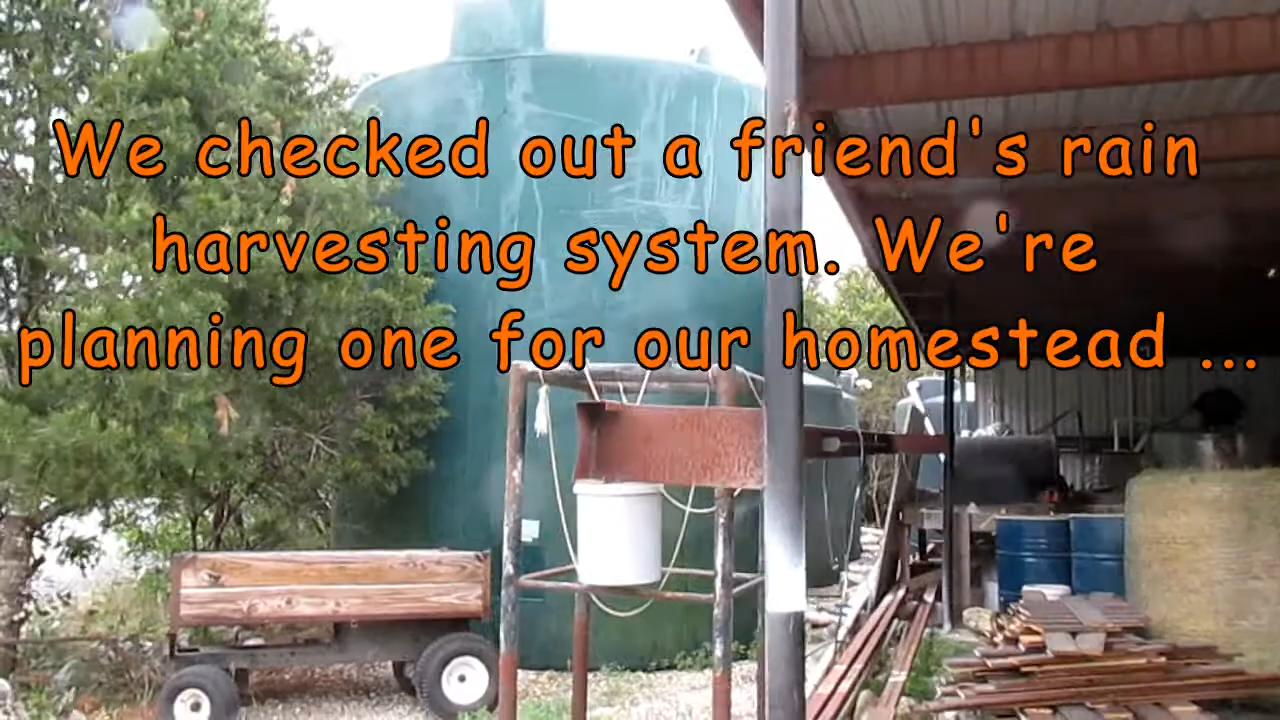 We checked out a friend's rain
harvesting system. We're
planning one for our homestead ...